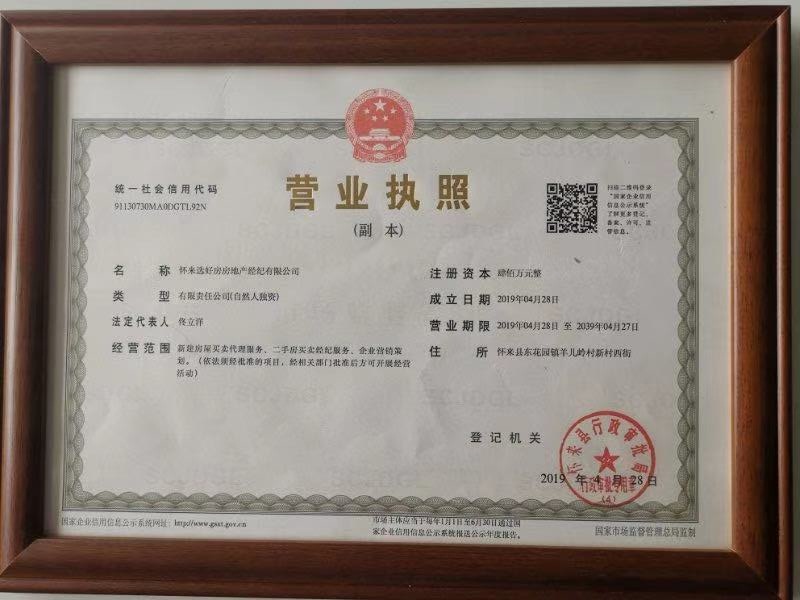 统一社会信用代码
91130730MA0DGTL92N
营业执照
(副 本)
扫描二维码登录
"国家企业信用
信息公示系统"
了解更多登记、
备案、许可、监
管信息。
名 称 怀来选好房房地产经纪有限公司
类 型 有限责任公司(自然人独资)
法定代表人 佟立洋
经营范围 新建房屋买卖代理服务、二手房买卖经纪服务、企业营销策
划。(依法须经批准的项目,经相关部门批准后方可开展经营
活动)
注册资本 肆佰万元整
成立日期 2019年04月28日
营业期限 2019年04月28日 至 2039年04月27日
住 所 怀来县东花园镇羊儿岭村新村西街
登记机关
怀来县行政审批局
行政审批专用章
(4)
2019 年 4 月 28 日
国家企业信用信息公示系统网址: http://www.gsxt.gov.cn
市场主体应当于每年1月1日至6月30日通过国
家企业信用信息公示系统报送公示年度报告。
国家市场监督管理总局监制